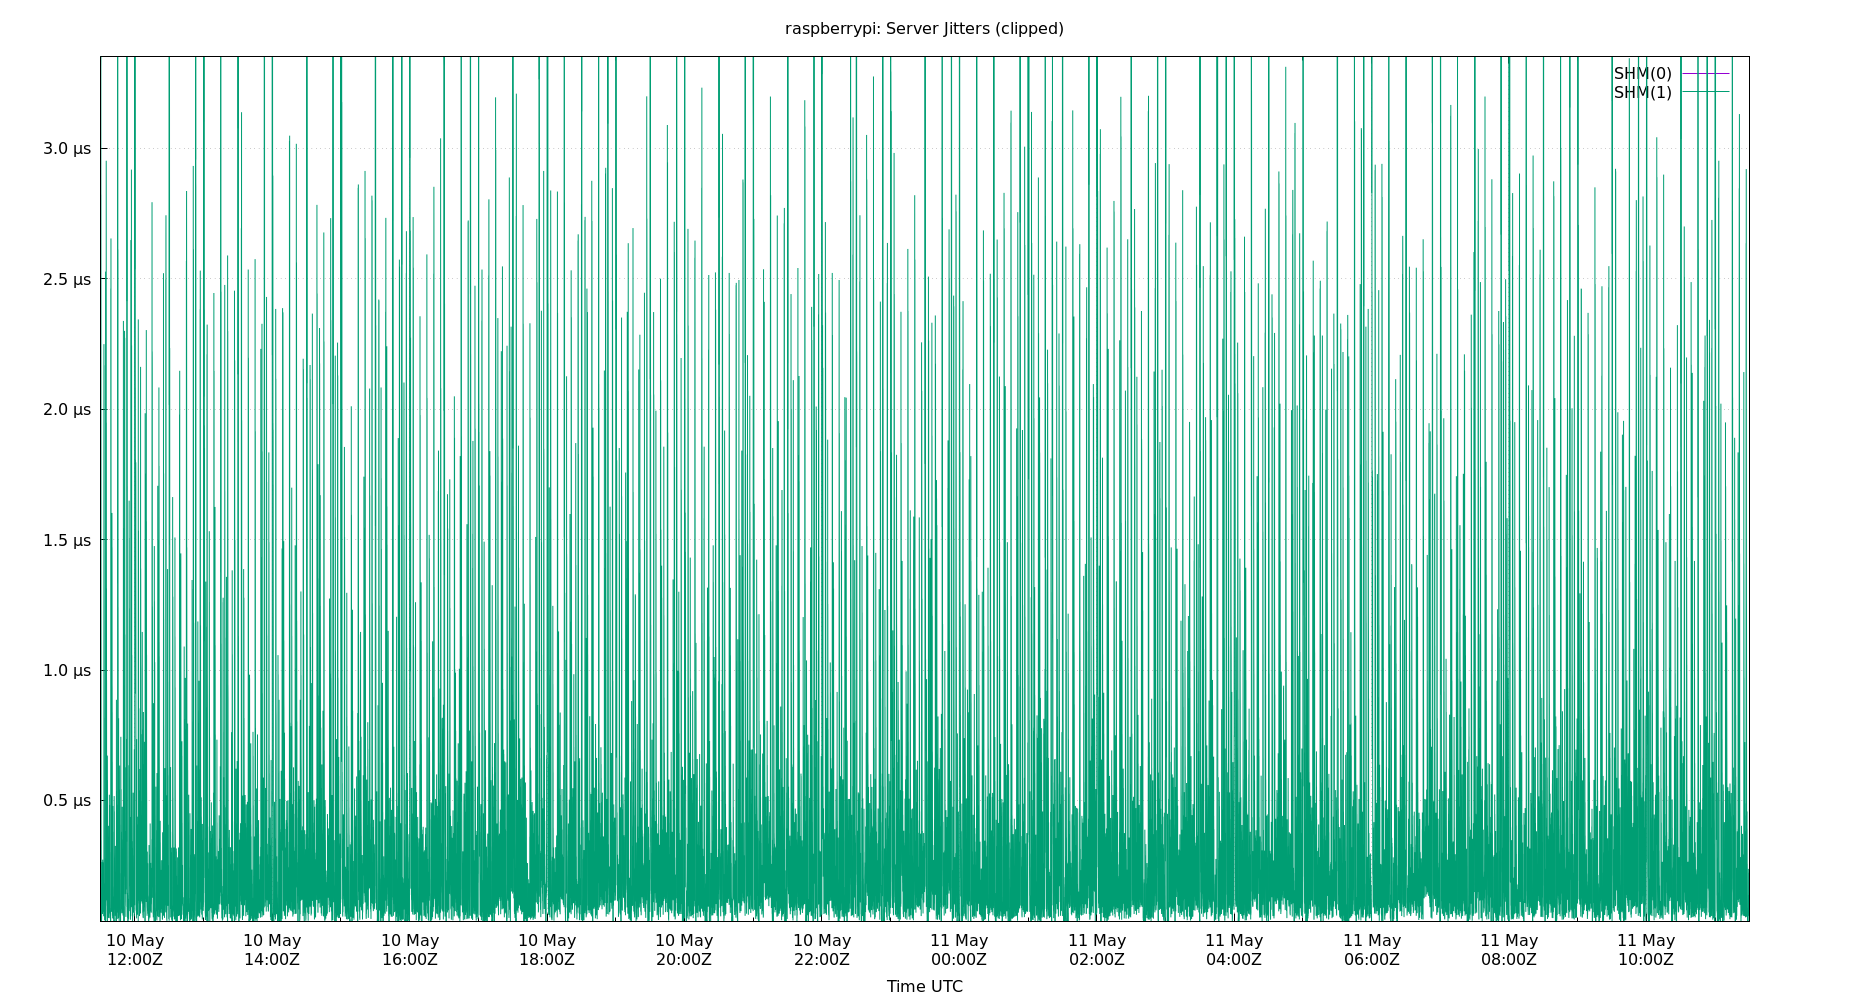 raspberrypi: Server Jitters (clipped)
SHM(0)
SHM(1)
3.0 µs
2.5 µs
2.0 µs
1.5 µs
1.0 µs
0.5 µs
10 May 10 May 10 May 10 May 10 May 10 May 11 May 11 May 11 May 11 May 11 May 11 May
12:00Z 14:00Z 16:00Z 18:00Z 20:00Z 22:00Z 00:00Z 02:00Z 04:00Z 06:00Z 08:00Z 10:00Z
Time UTC